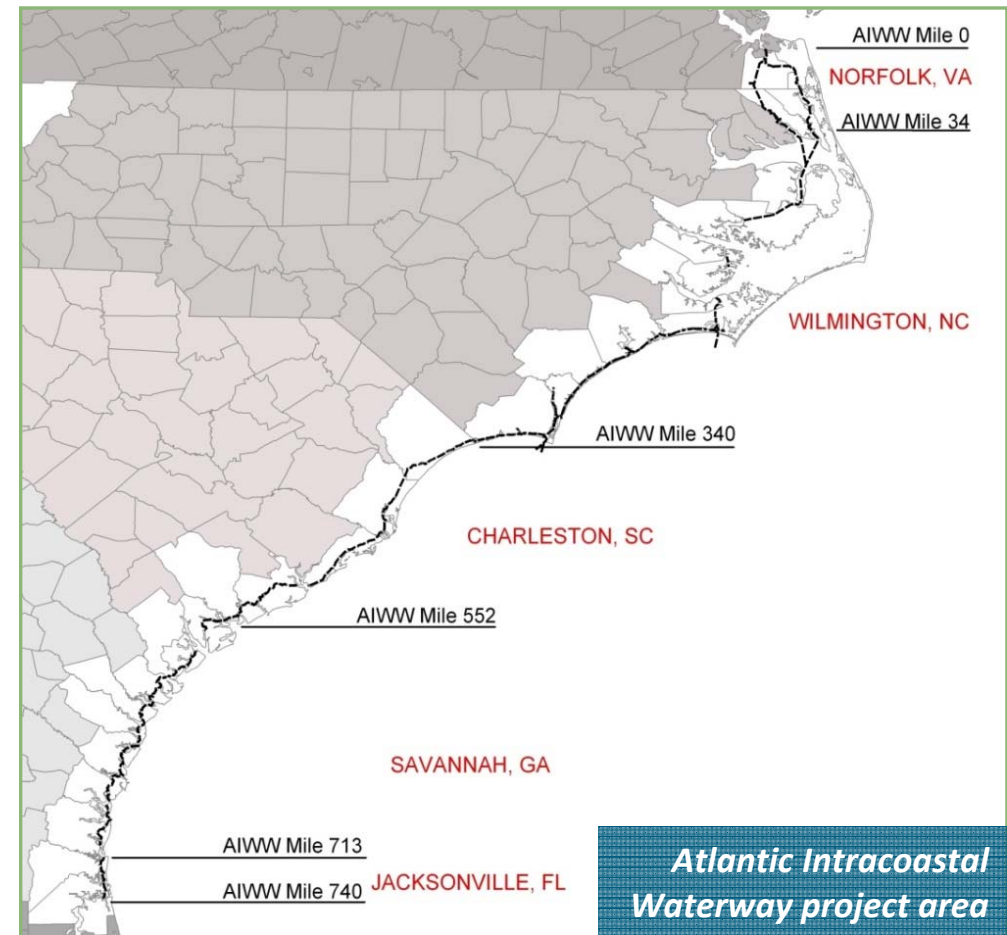 AIWW Mile 0
NORFOLK, VA
AIWW Mile 34
WILMINGTON, NC
AIWW Mile 340
CHARLESTON, SC
AIWW Mile 552
SAVANNAH, GA
AIWW Mile 713
JACKSONVILLE, FL
AIWW Mile 740
Atlantic Intracoastal
Waterway project area